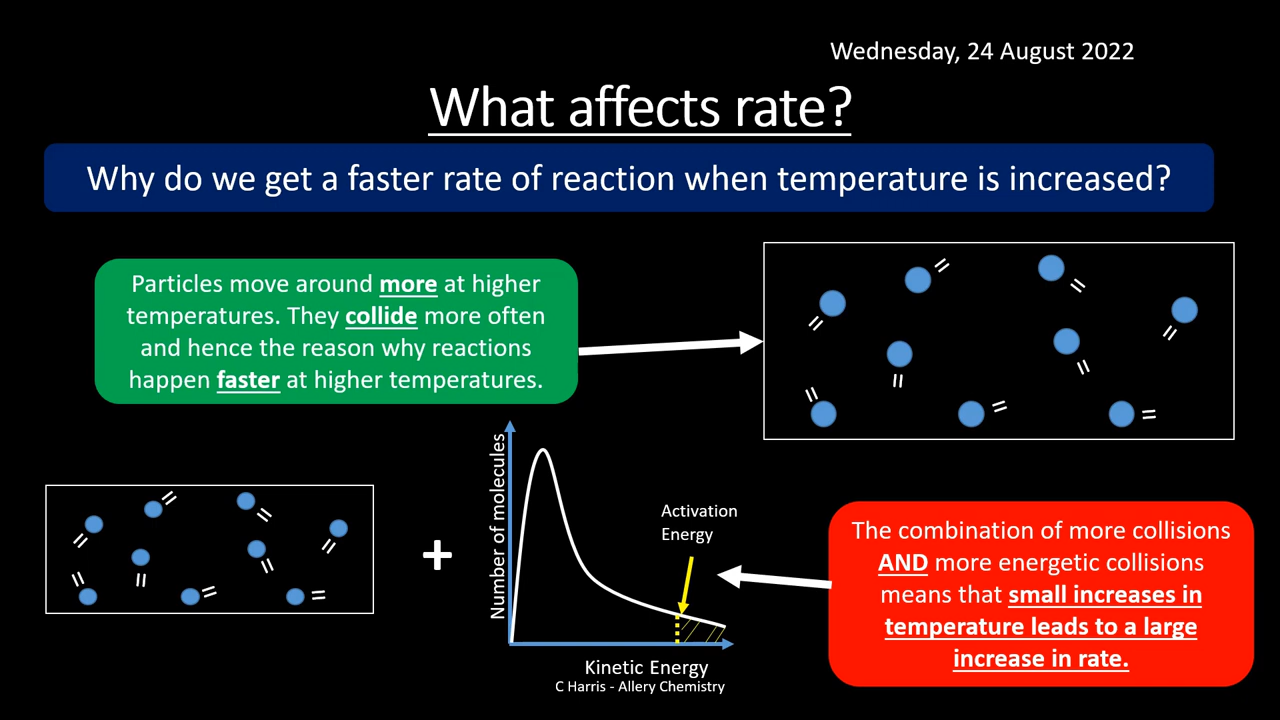 Wednesday, 24 August 2022
What affects rate?
Why do we get a faster rate of reaction when temperature is increased?
Particles move around more at higher
temperatures. They collide more often
and hence the reason why reactions
happen faster at higher temperatures.
Number of molecules
Activation
Energy
+
Kinetic Energy
C Harris - Allery Chemistry
The combination of more collisions
AND more energetic collisions
means that small increases in
temperature leads to a large
increase in rate.